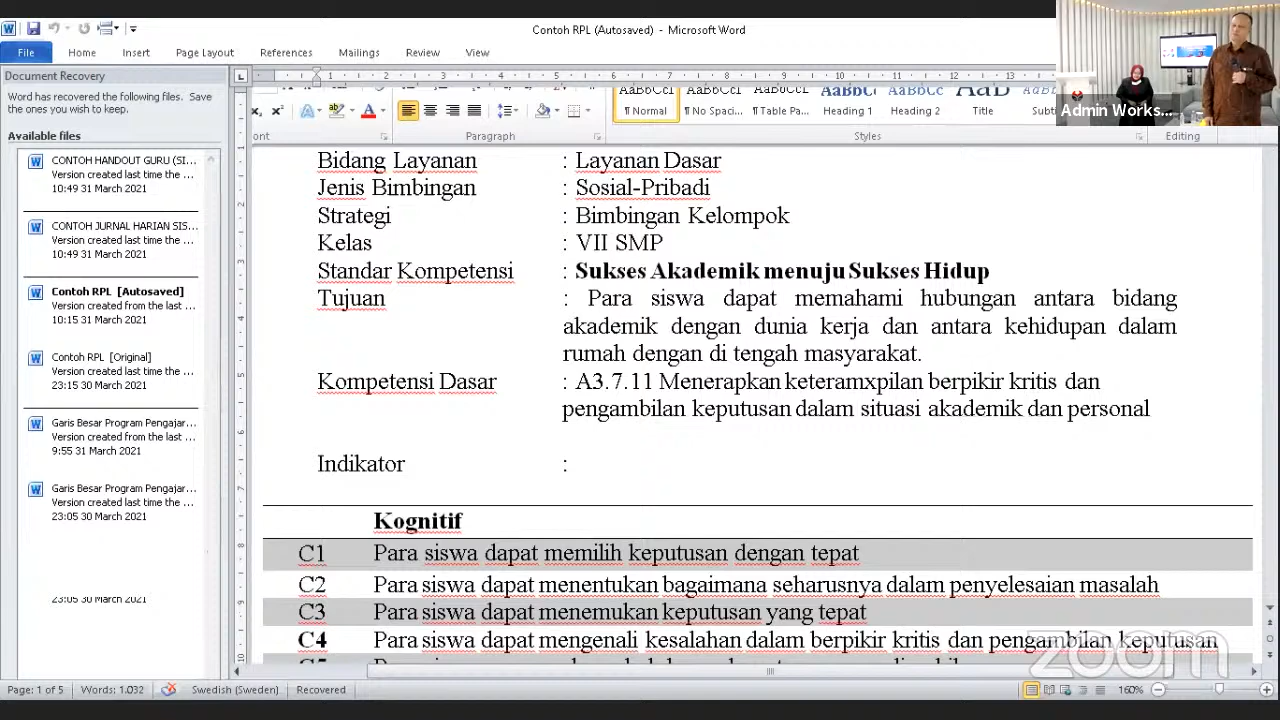 Contoh RPL (Autosaved) - Microsoft Word
File Home Insert Page Layout References Mailings Review View
Admin Works...
Document Recovery
Word has recovered the following files. Save
the ones you wish to keep.
Available files
CONTOH HANDOUT GURU (SI...
Version created last time the ...
10:49 31 March 2021
CONTOH JURNAL HARIAN SIS...
Version created last time the ...
10:49 31 March 2021
Contoh RPL [Autosaved]
Version created from the last ...
10:15 31 March 2021
Contoh RPL [Original]
Version created last time the ...
23:15 30 March 2021
Garis Besar Program Pengajar...
Version created from the last ...
9:55 31 March 2021
Garis Besar Program Pengajar...
Version created last time the ...
23:05 30 March 2021
23:05 30 March 2021
AaBbCcI AaBbCcI AaBbCc AaBbC AaBbCc AaB
¶ Normal ¶ No Spaci... ¶ Table Pa... Heading 1 Heading 2 Title Subt
ont Paragraph Styles Editing
Bidang Layanan : Layanan Dasar
Jenis Bimbingan : Sosial-Pribadi
Strategi : Bimbingan Kelompok
Kelas : VII SMP
Standar Kompetensi : Sukses Akademik menuju Sukses Hidup
Tujuan : Para siswa dapat memahami hubungan antara bidang
akademik dengan dunia kerja dan antara kehidupan dalam
rumah dengan di tengah masyarakat.
Kompetensi Dasar : A3.7.11 Menerapkan keteramxpilan berpikir kritis dan
pengambilan keputusan dalam situasi akademik dan personal
Indikator :
Kognitif
C1 Para siswa dapat memilih keputusan dengan tepat
C2 Para siswa dapat menentukan bagaimana seharusnya dalam penyelesaian masalah
C3 Para siswa dapat menemukan keputusan yang tepat
C4 Para siswa dapat mengenali kesalahan dalam berpikir kritis dan pengambilan keputusan
zoom
Page: 1 of 5 Words: 1.032 Swedish (Sweden) Recovered 160%